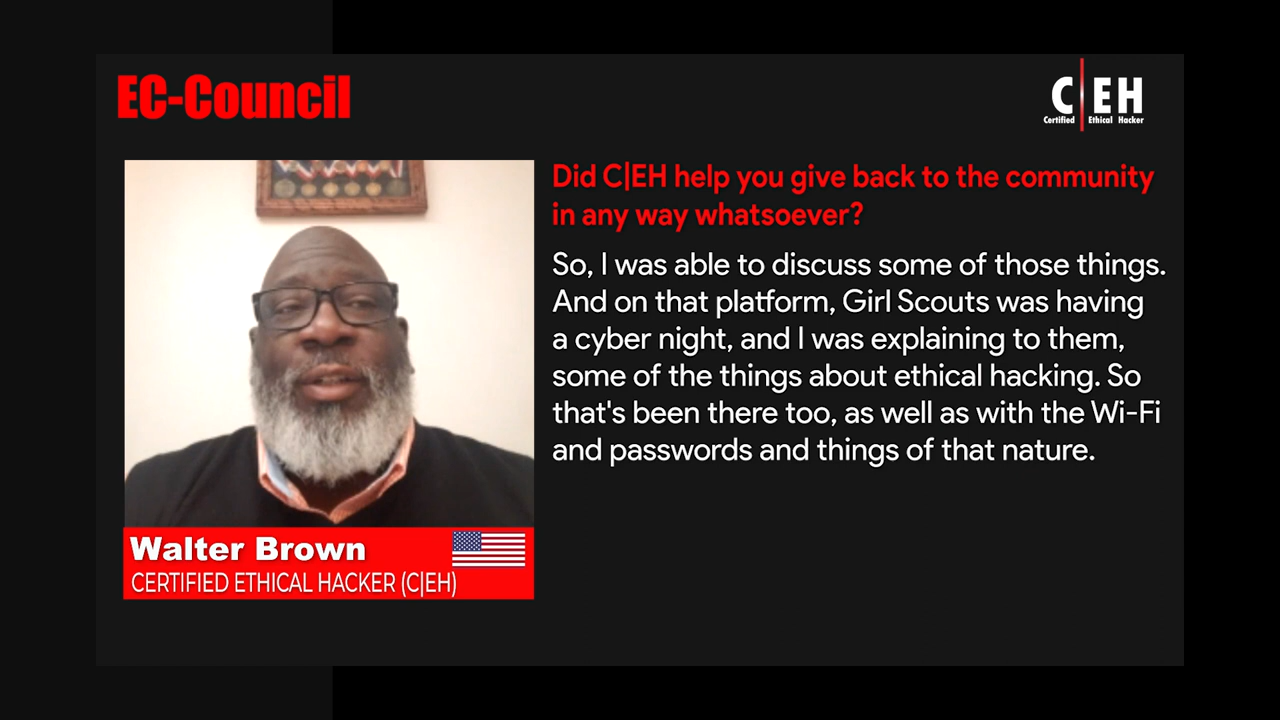 EC-Council
C|EH
Certified Ethical Hacker
Did C|EH help you give back to the community
in any way whatsoever?
So, I was able to discuss some of those things.
And on that platform, Girl Scouts was having
a cyber night, and I was explaining to them,
some of the things about ethical hacking. So
that's been there too, as well as with the Wi-Fi
and passwords and things of that nature.
Walter Brown
CERTIFIED ETHICAL HACKER (C|EH)